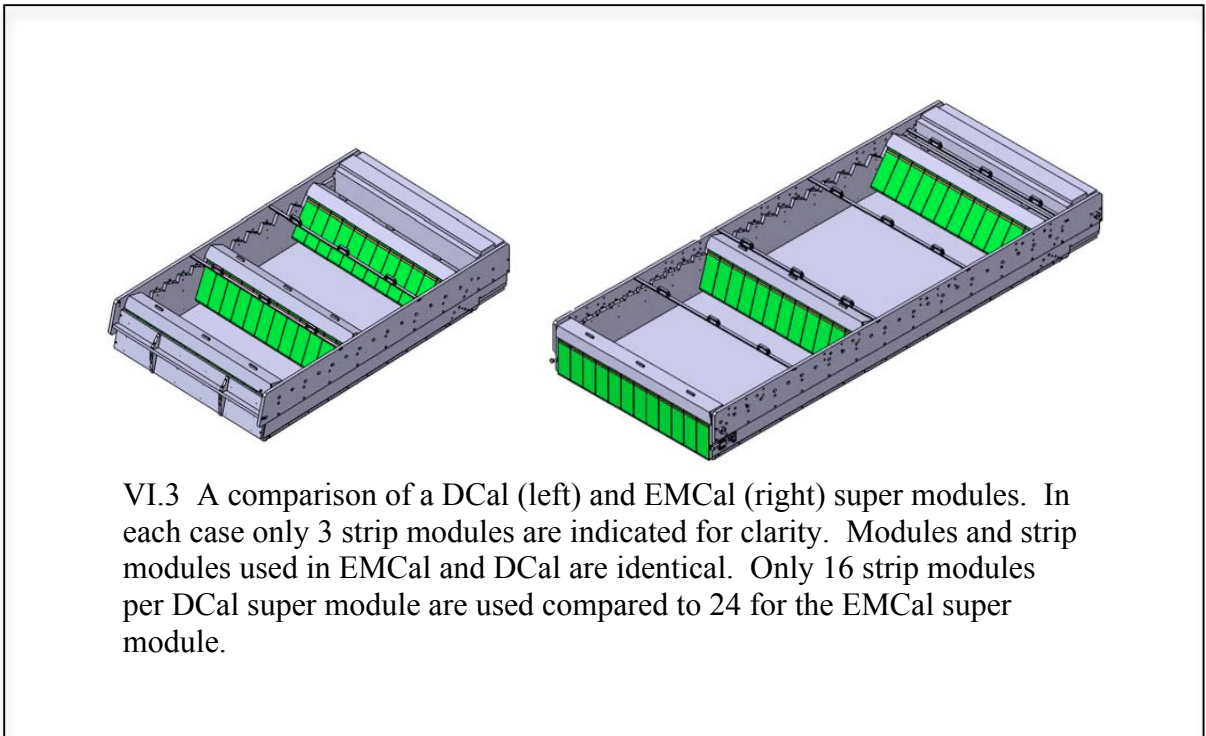 VI.3 A comparison of a DCal (left) and EMCal (right) super modules. In
each case only 3 strip modules are indicated for clarity. Modules and strip
modules used in EMCal and DCal are identical. Only 16 strip modules
per DCal super module are used compared to 24 for the EMCal super
module.